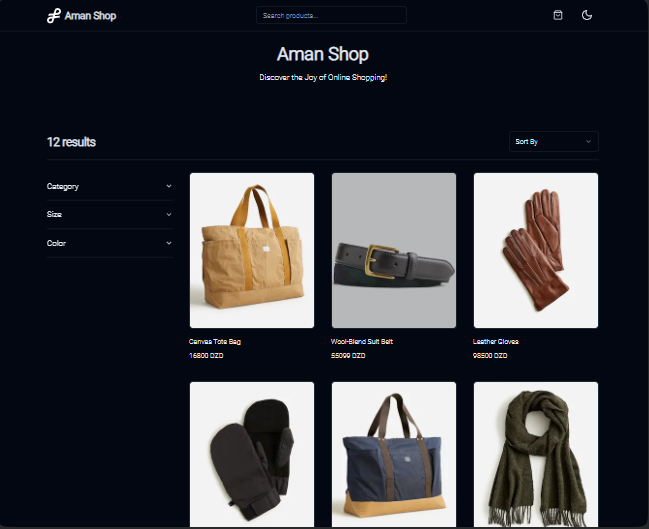 Aman Shop
Search products...
Aman Shop
Discover the Joy of Online Shopping!
12 results
Sort By
Category
Size
Color
Canvas Tote Bag
16800 DZD
Wool-Blend Suit Belt
55099 DZD
Leather Gloves
98500 DZD